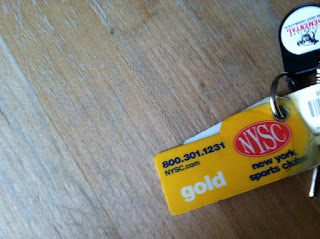 800.301.1231
NYSC.com
gold
NYSC
new york
sports clubs